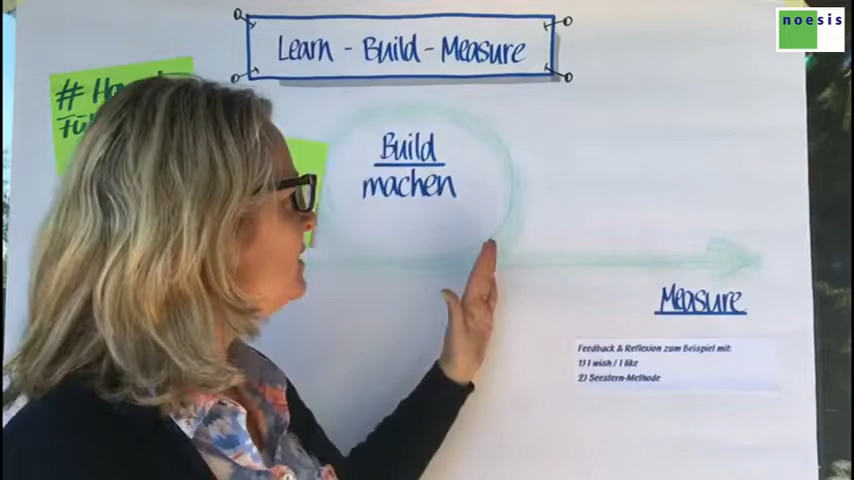 noesis
Learn - Build - Measure
#
Build
machen
Measure
Feedback & Reflexion zum Beispiel mit:
1) I wish / I like
2) Seestern-Methode